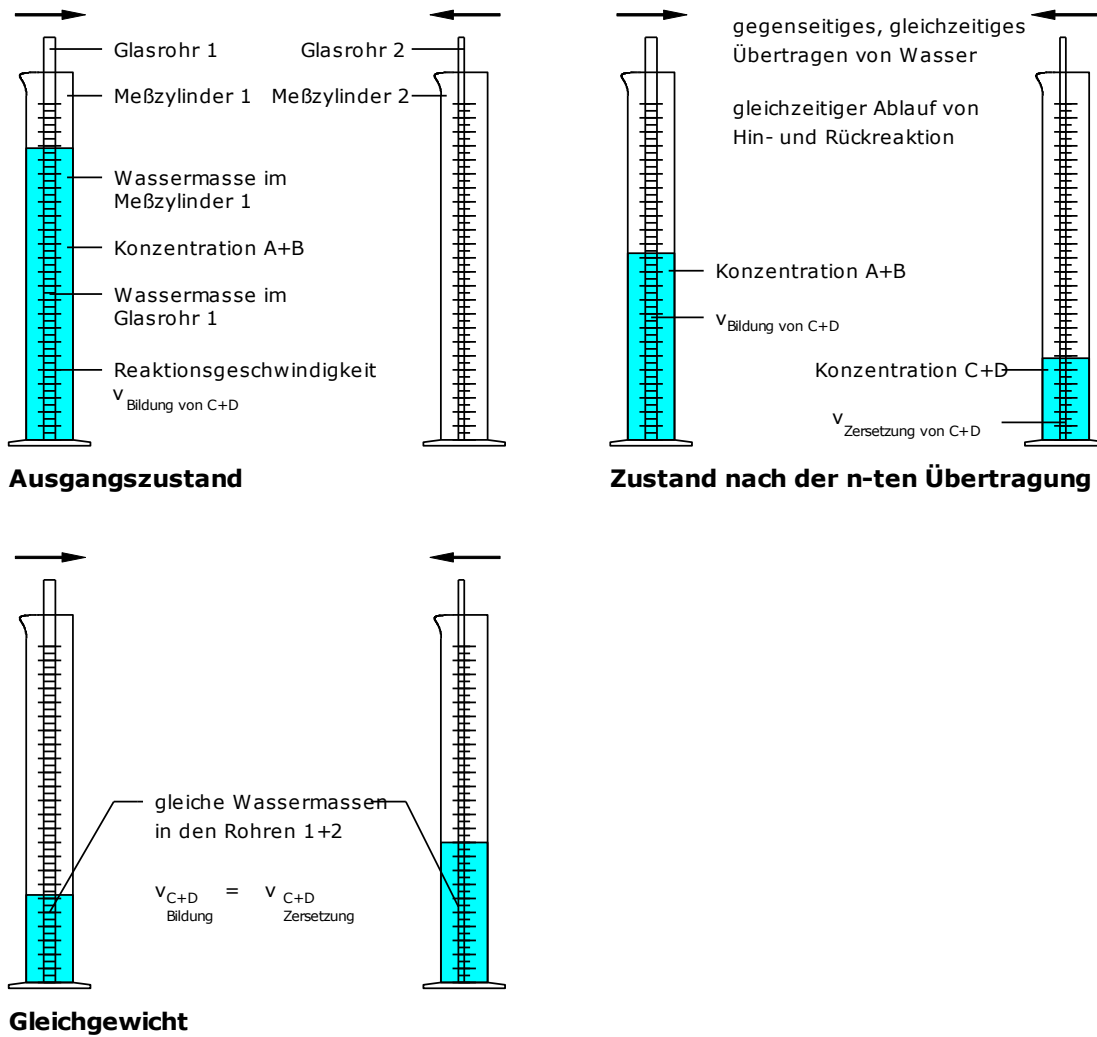 Glasrohr 1
Glasrohr 2
Meßzylinder 1
Meßzylinder 2
Wassermasse im
Meßzylinder 1
Konzentration A+B
Wassermasse im
Glasrohr 1
Reaktionsgeschwindigkeit
v Bildung von C+D
Ausgangszustand
gegenseitiges, gleichzeitiges
Übertragen von Wasser
gleichzeitiger Ablauf von
Hin- und Rückreaktion
Konzentration A+B
v Bildung von C+D
Konzentration C+D
v Zersetzung von C+D
Zustand nach der n-ten Übertragung
gleiche Wassermassen
in den Rohren 1+2
v C+D = v C+D
Bildung Zersetzung
Gleichgewicht